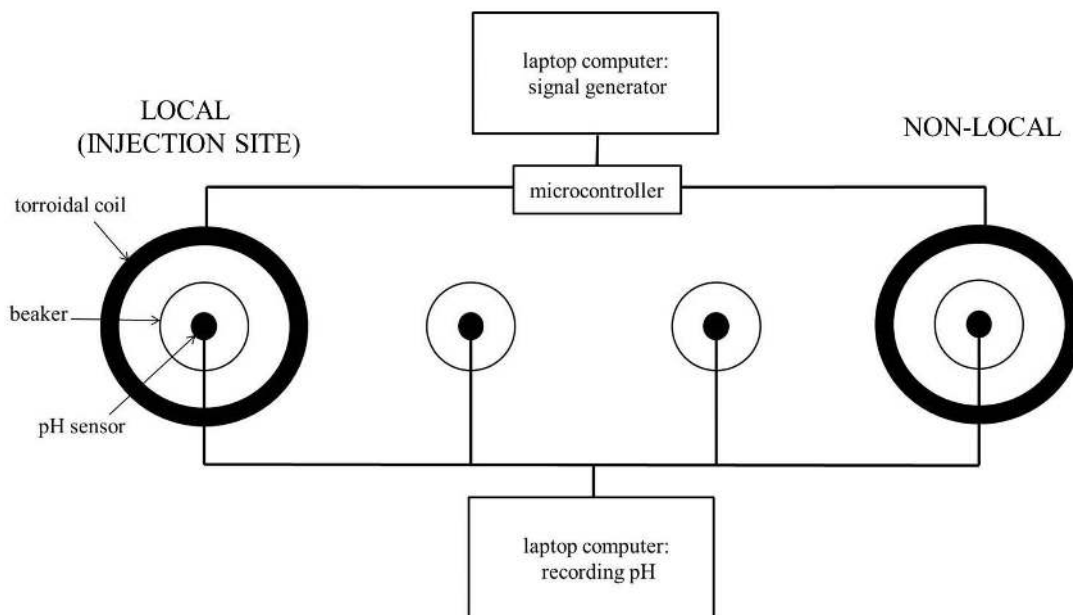 laptop computer:
signal generator
LOCAL
(INJECTION SITE)
NON-LOCAL
microcontroller
torroidal coil
beaker
pH sensor
laptop computer:
recording pH